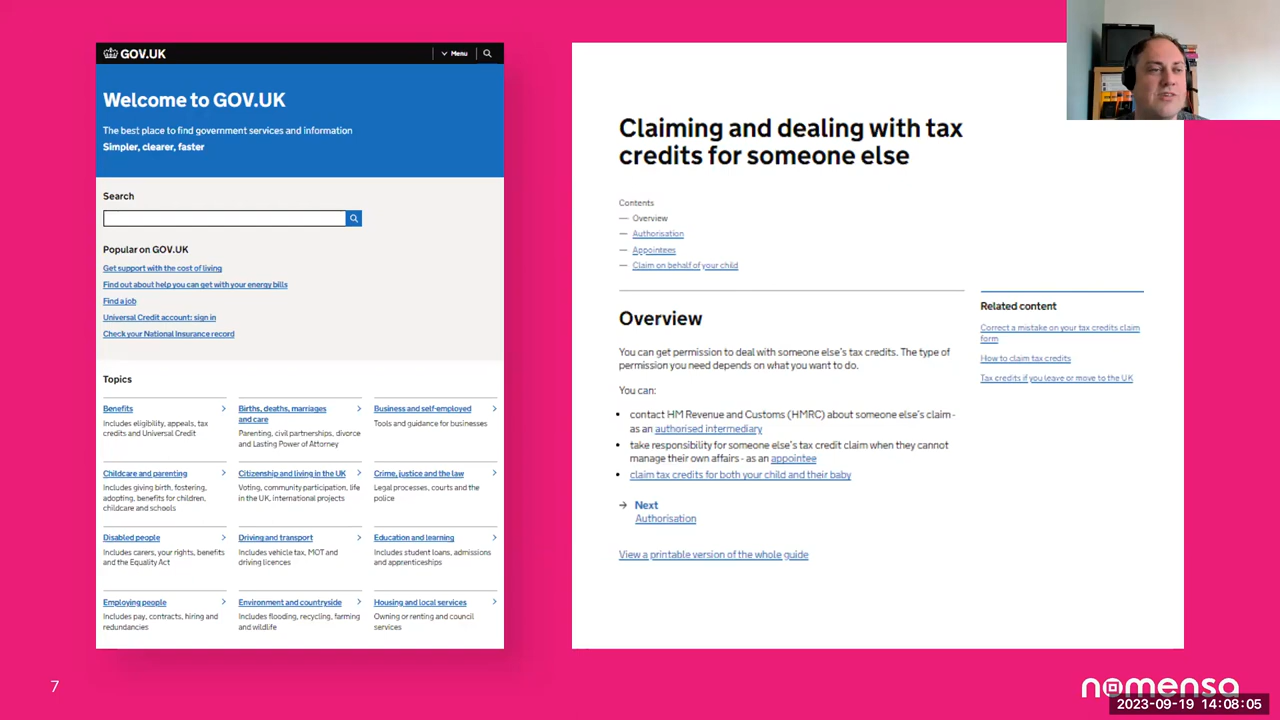 GOV.UK
Menu
Welcome to GOV.UK
The best place to find government services and information
Simpler, clearer, faster
Search
Popular on GOV.UK
Get support with the cost of living
Find out about help you can get with your energy bills
Find a job
Universal Credit account: sign in
Check your National Insurance record
Topics
Benefits
Includes eligibility, appeals, tax
credits and Universal Credit
Births, deaths, marriages
and care
Parenting, civil partnerships, divorce
and Lasting Power of Attorney
Business and self-employed
Tools and guidance for businesses
Childcare and parenting
Includes giving birth, fostering,
adopting, benefits for children,
childcare and schools
Citizenship and living in the UK
Voting, community participation, life
in the UK, international projects
Crime, justice and the law
Legal processes, courts and the
police
Disabled people
Includes carers, your rights, benefits
and the Equality Act
Driving and transport
Includes vehicle tax, MOT and
driving licences
Education and learning
Includes student loans, admissions
and apprenticeships
Employing people
Includes pay, contracts, hiring and
redundancies
Environment and countryside
Includes flooding, recycling, farming
and wildlife
Housing and local services
Owning or renting and council
services
Claiming and dealing with tax
credits for someone else
Contents
— Overview
— Authorisation
— Appointees
— Claim on behalf of your child
Overview
You can get permission to deal with someone else's tax credits. The type of
permission you need depends on what you want to do.
You can:
• contact HM Revenue and Customs (HMRC) about someone else's claim -
as an authorised intermediary
• take responsibility for someone else's tax credit claim when they cannot
manage their own affairs - as an appointee
• claim tax credits for both your child and their baby
→ Next
Authorisation
View a printable version of the whole guide
Related content
Correct a mistake on your tax credits claim
form
How to claim tax credits
Tax credits if you leave or move to the UK
7
nomensa
2023-09-19 14:08:05